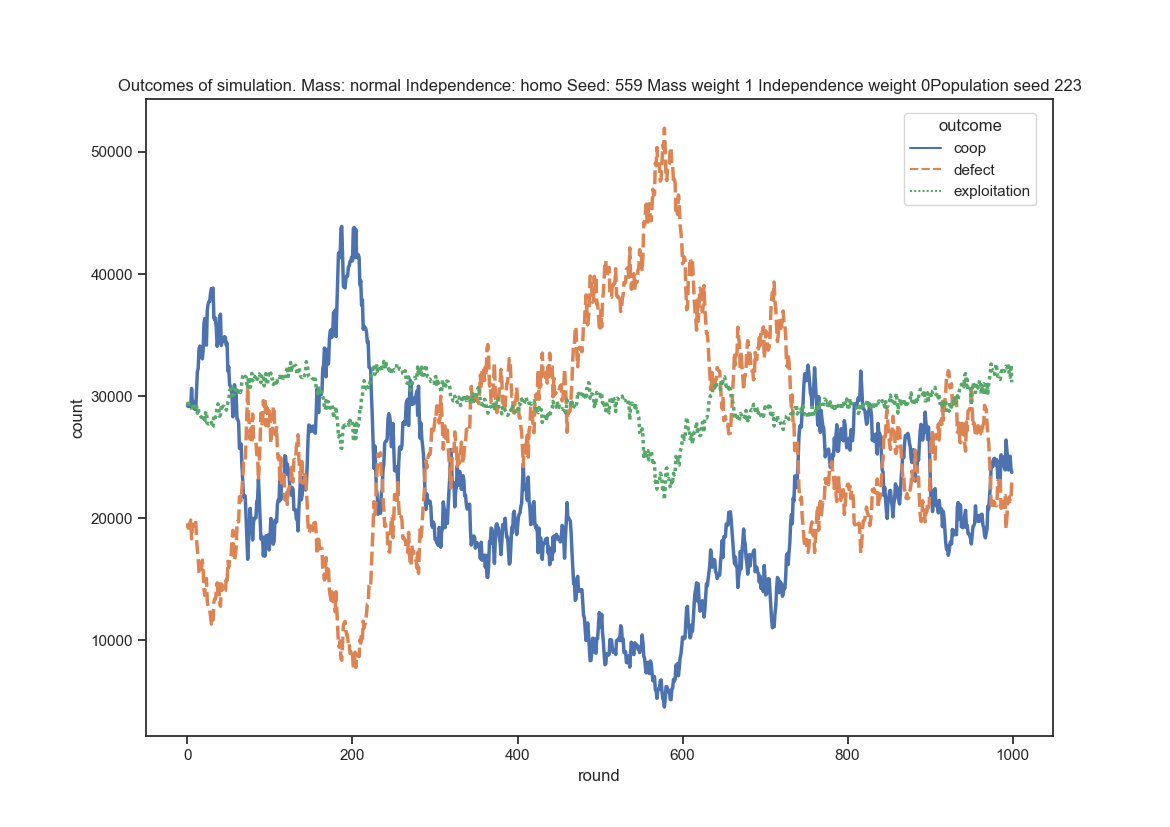 Outcomes of simulation. Mass: normal Independence: homo Seed: 559 Mass weight 1 Independence weight 0Population seed 223
outcome
coop
defect
exploitation
count
50000
40000
30000
20000
10000
0
200
400
600
800
1000
round